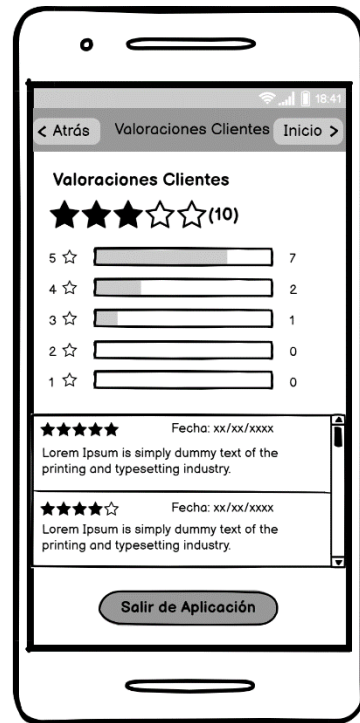 18:41
< Atrás Valoraciones Clientes Inicio >
Valoraciones Clientes
(10)
5 7
4 2
3 1
2 0
1 0
Fecha: xx/xx/xxxx
Lorem Ipsum is simply dummy text of the
printing and typesetting industry.
Fecha: xx/xx/xxxx
Lorem Ipsum is simply dummy text of the
printing and typesetting industry.
Salir de Aplicación